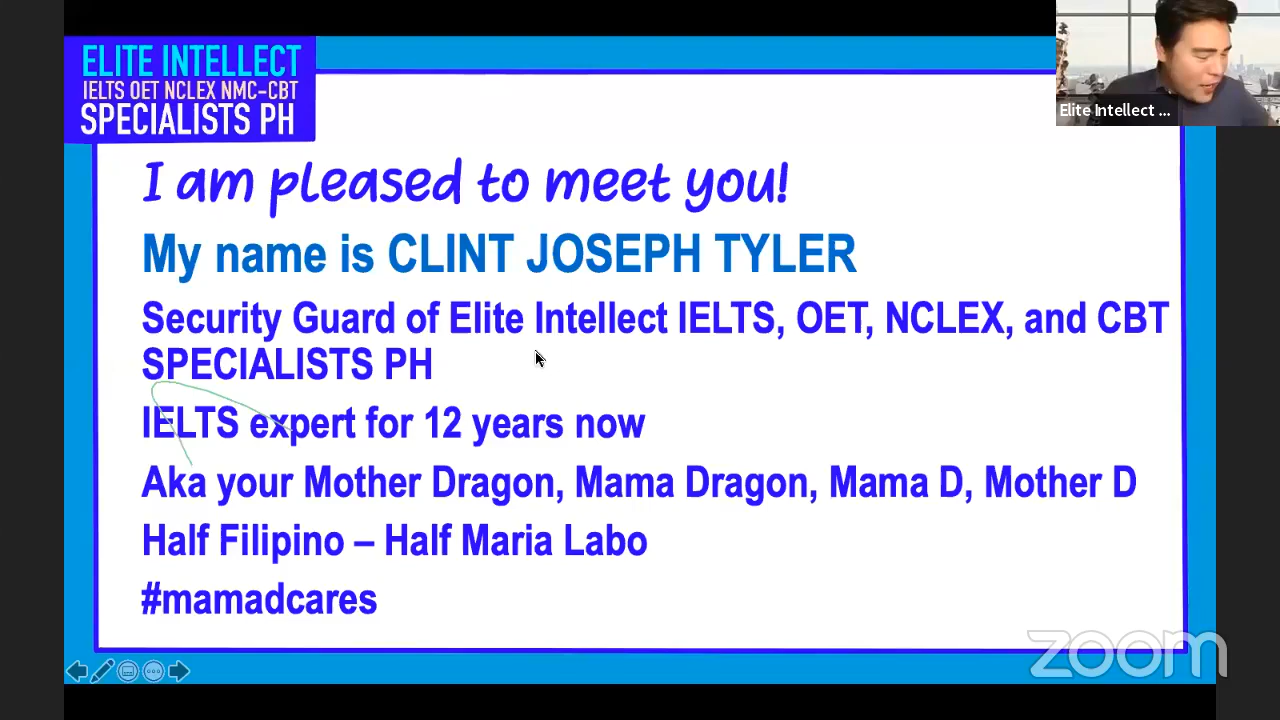 ELITE INTELLECT
IELTS OET NCLEX NMC-CBT
SPECIALISTS PH
Elite Intellect ...
I am pleased to meet you!
My name is CLINT JOSEPH TYLER
Security Guard of Elite Intellect IELTS, OET, NCLEX, and CBT
SPECIALISTS PH
IELTS expert for 12 years now
Aka your Mother Dragon, Mama Dragon, Mama D, Mother D
Half Filipino – Half Maria Labo
#mamadcares
zoom